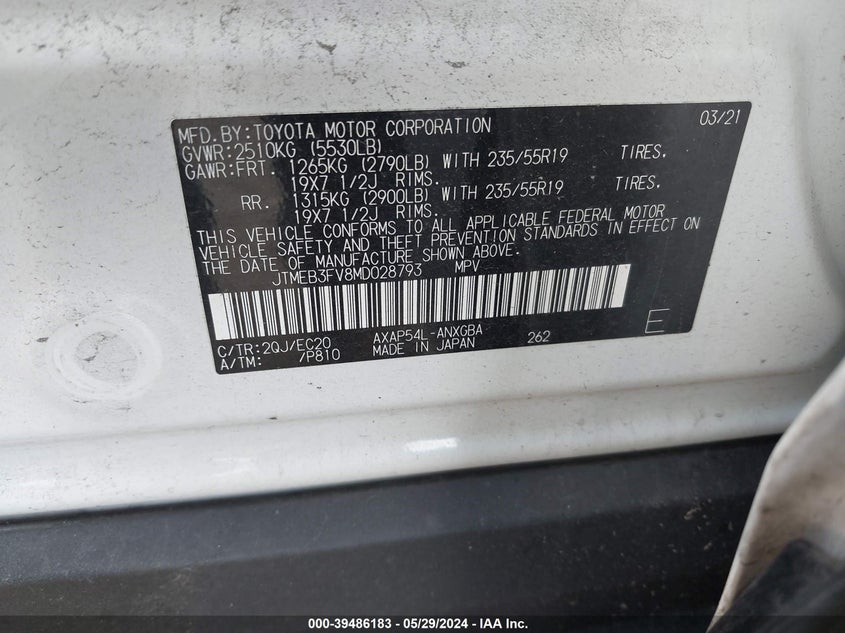 MFD.BY:TOYOTA MOTOR CORPORATION 03/21
GVWR:2510KG (5530LB)
GAWR:FRT. 1265KG (2790LB) WITH 235/55R19 TIRES.
19X7 1/2J RIMS.
RR. 1315KG (2900LB) WITH 235/55R19 TIRES.
19X7 1/2J RIMS.
THIS VEHICLE CONFORMS TO ALL APPLICABLE FEDERAL MOTOR
VEHICLE SAFETY AND THEFT PREVENTION STANDARDS IN EFFECT ON
THE DATE OF MANUFACTURE SHOWN ABOVE.
JTMEB3FV8MD028793 MPV
C/TR:2QJ/EC20 AXAP54L-ANXGBA 262 E
A/TM: /P810 MADE IN JAPAN
000-39486183 - 05/29/2024 - IAA Inc.